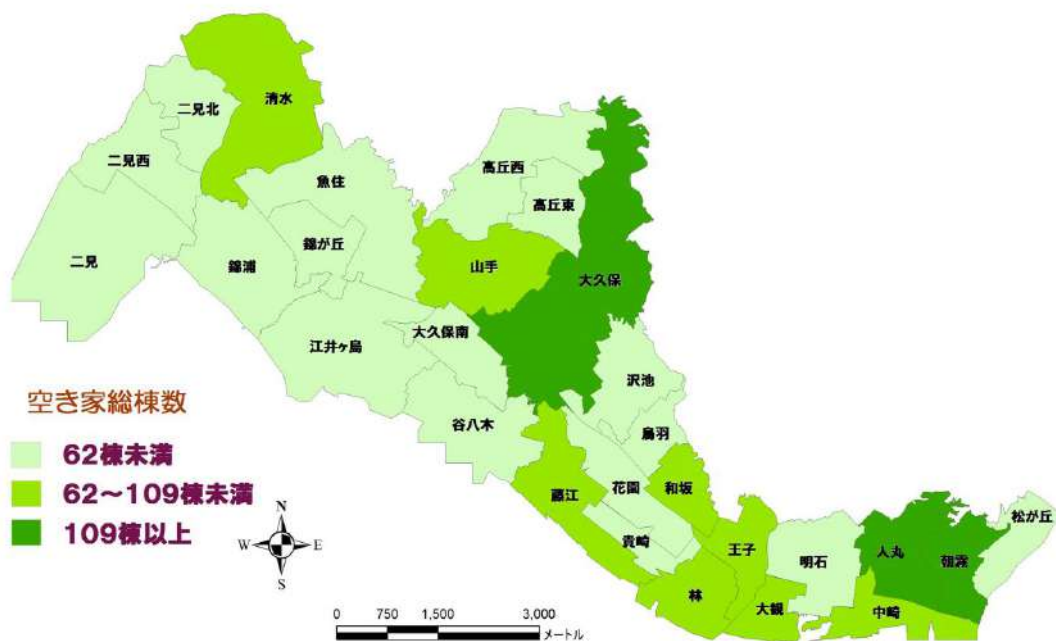 清水
二見北
二見西
高丘西
魚住
高丘東
二見
錦が丘
錦浦
山手
大久保
大久保南
江井ヶ島
沢池
谷八木
鳥羽
空き家総棟数
62棟未満
62～109棟未満
109棟以上
藤江
花園
和坂
貴崎
王子
明石
人丸
朝霧
松が丘
林
大観
中崎
N
W E
S
0 750 1,500 3,000
メートル